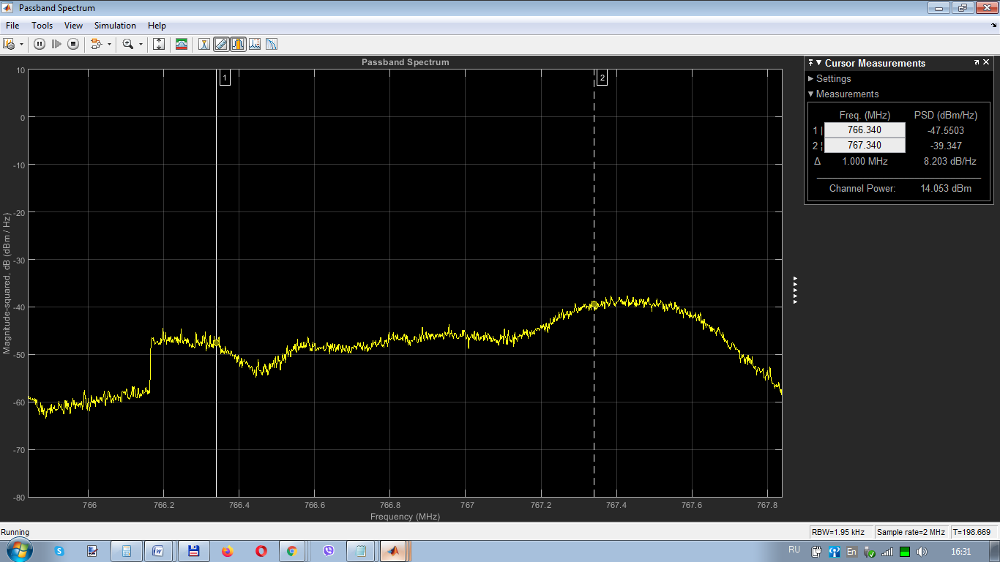 Passband Spectrum
File Tools View Simulation Help
Passband Spectrum
10
0
-10
-20
-30
-40
-50
-60
-70
-80
Magnitude-squared, dB (dBm / Hz)
1
2
766
766.2
766.4
766.6
766.8
767
767.2
767.4
767.6
767.8
Frequency (MHz)
Cursor Measurements
Settings
Measurements
Freq. (MHz) PSD (dBm/Hz)
1 | 766.340 -47.5503
2 ¦ 767.340 -39.347
Δ 1.000 MHz 8.203 dB/Hz
Channel Power: 14.053 dBm
Running
RBW=1.95 kHz Sample rate=2 MHz T=198.669
RU
En
16:31